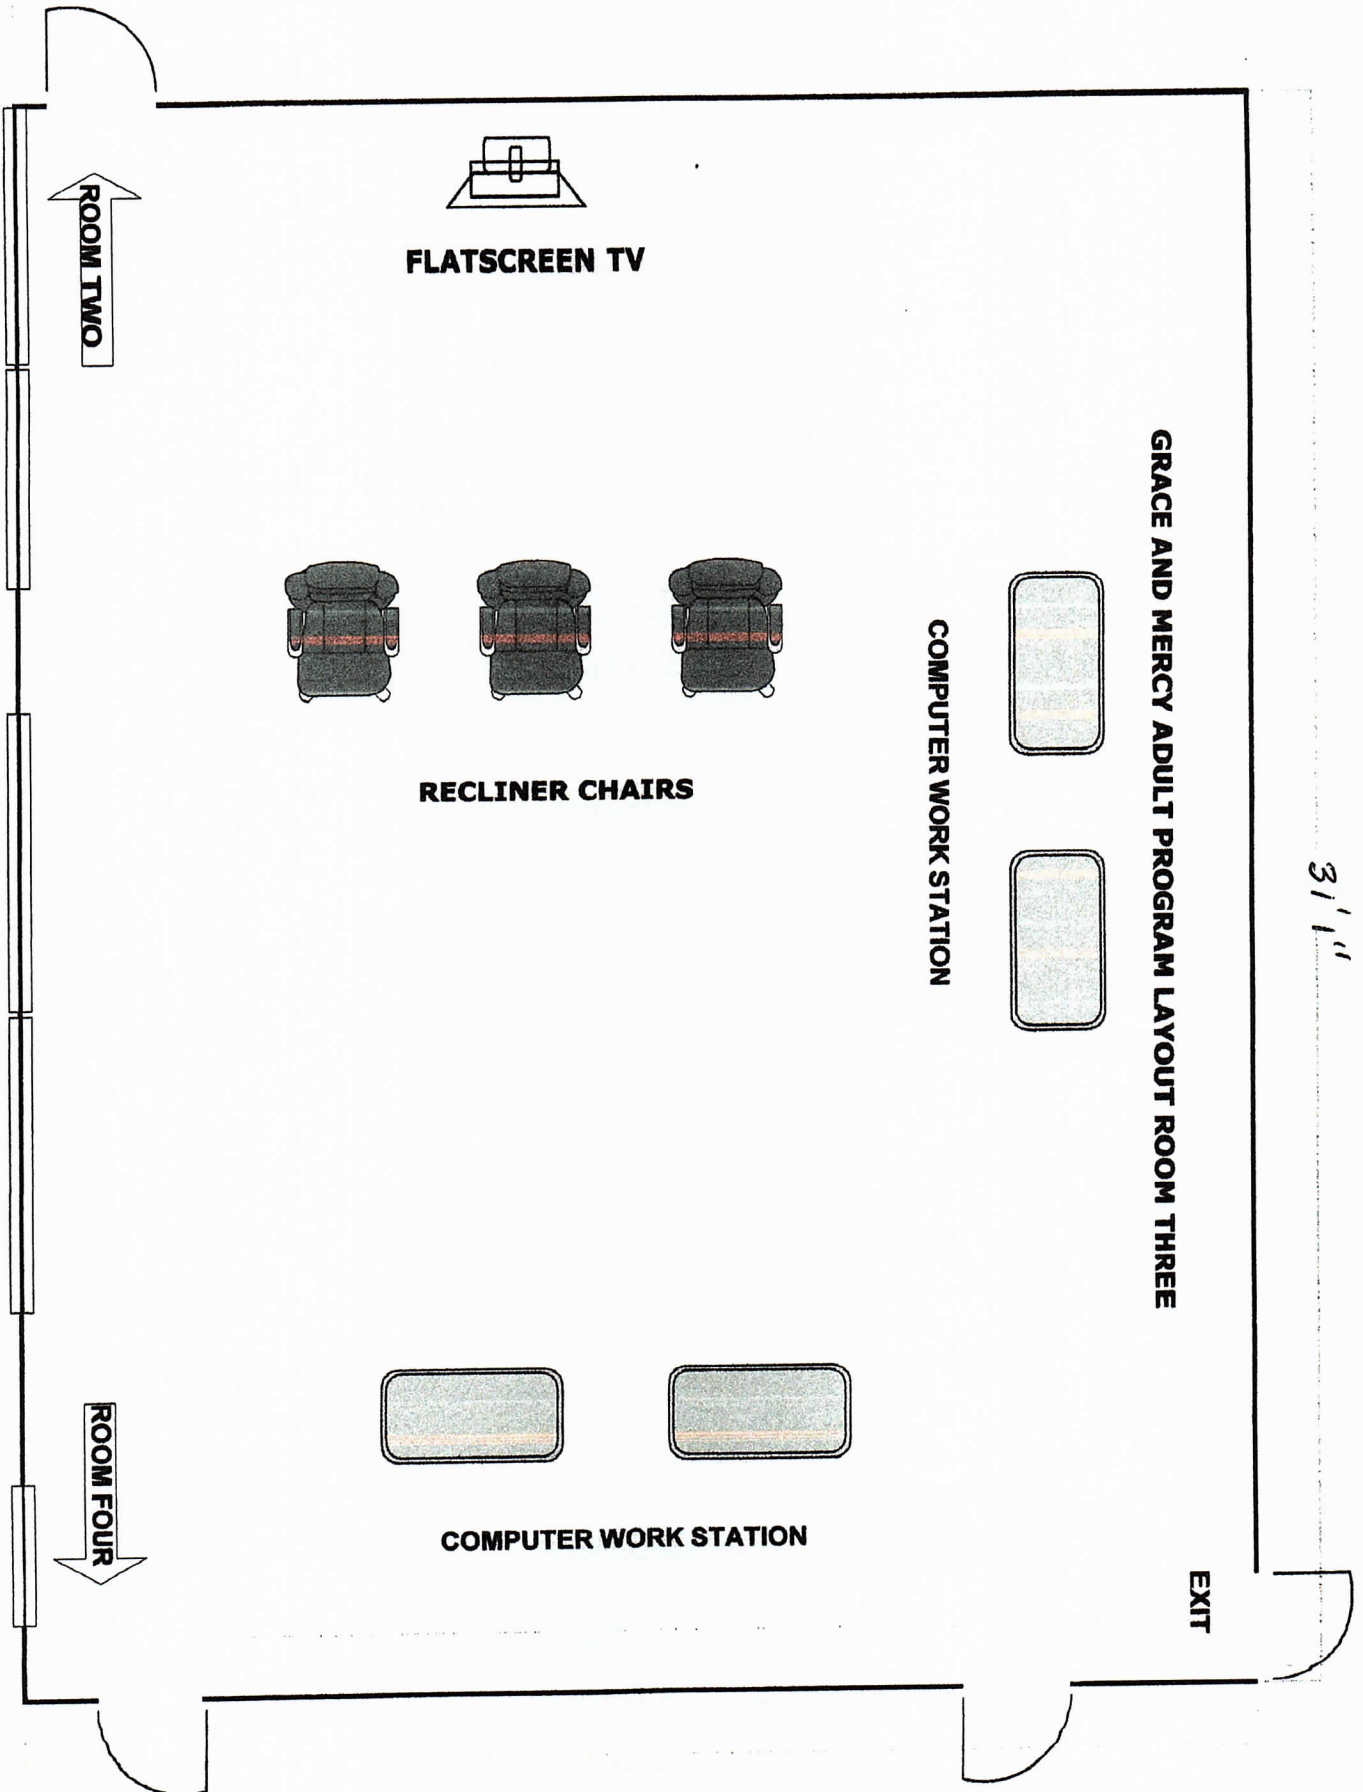 GRACE AND MERCY ADULT PROGRAM LAYOUT ROOM THREE
31'1"
ROOM TWO
FLATSCREEN TV
RECLINER CHAIRS
COMPUTER WORK STATION
COMPUTER WORK STATION
ROOM FOUR
EXIT